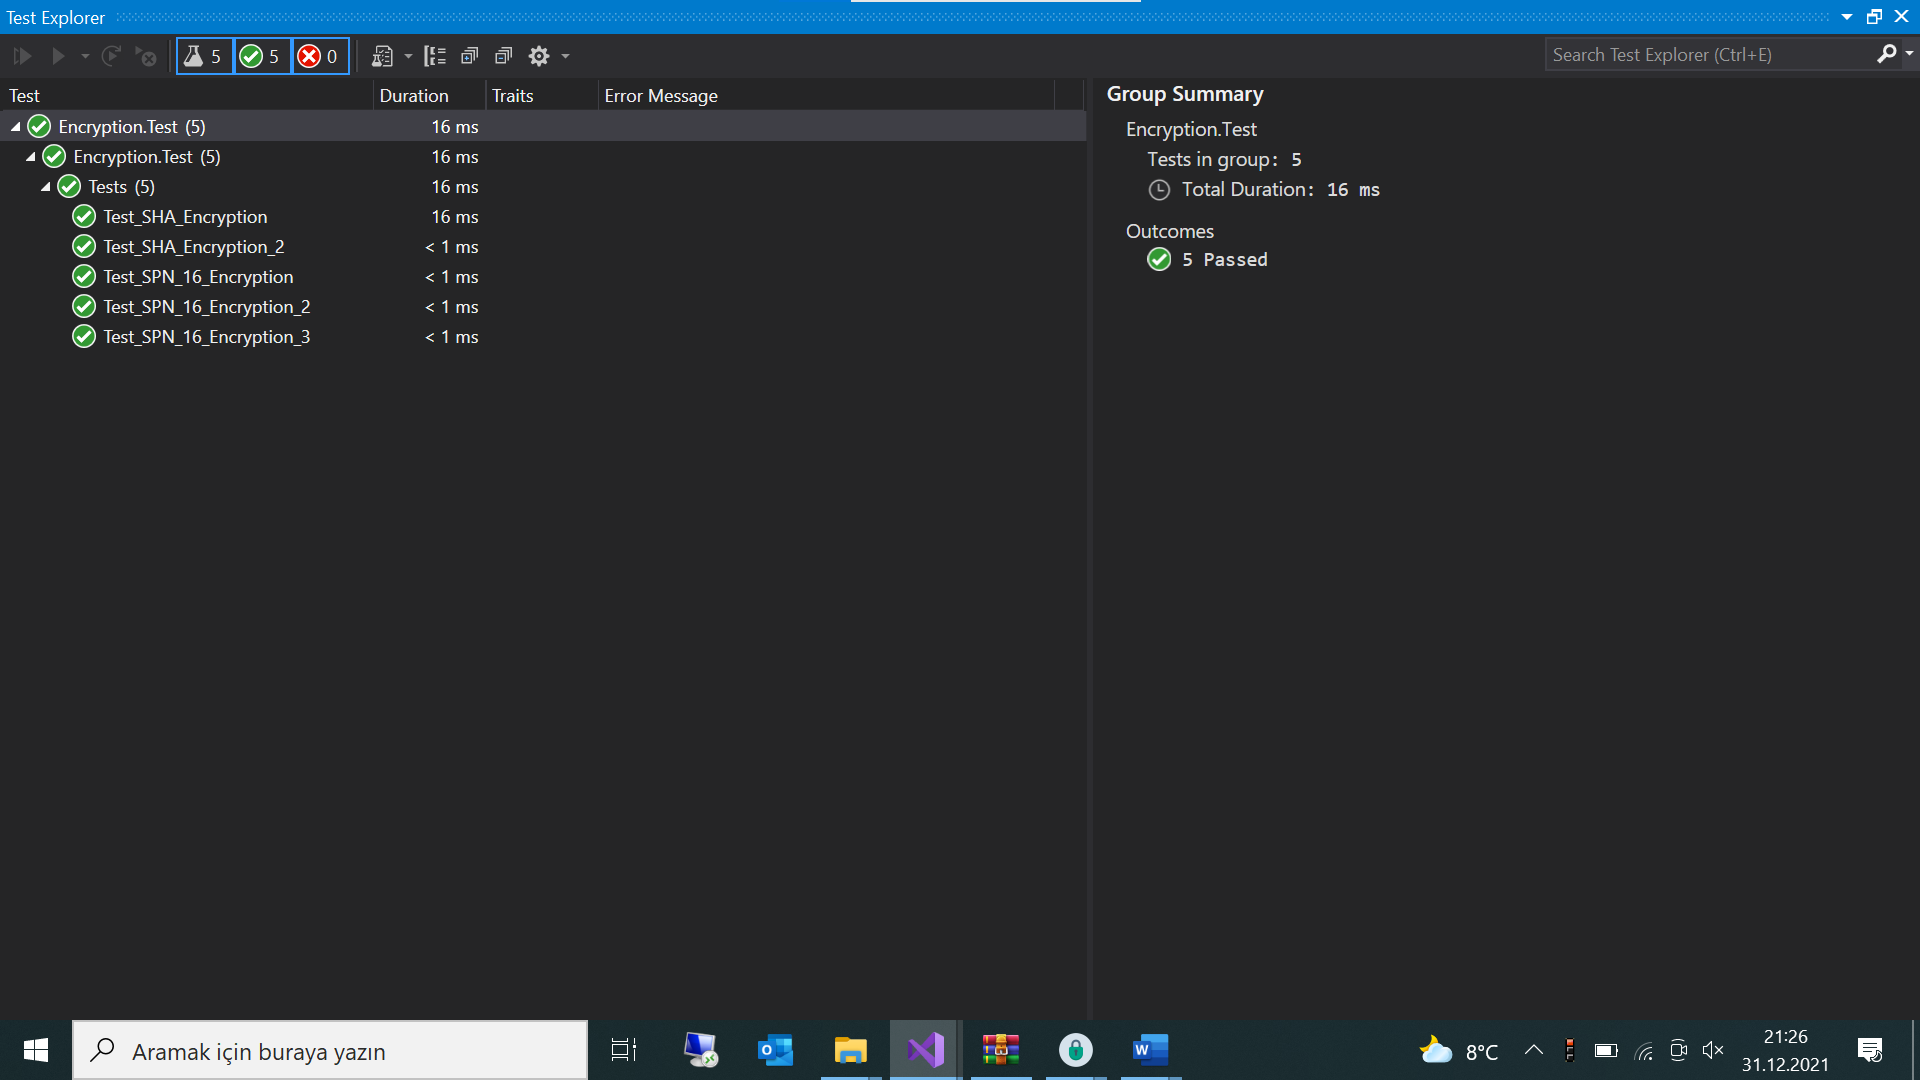 Test Explorer
5 5 0
Search Test Explorer (Ctrl+E)
Test Duration Traits Error Message
Encryption.Test (5) 16 ms
Encryption.Test (5) 16 ms
Tests (5) 16 ms
Test_SHA_Encryption 16 ms
Test_SHA_Encryption_2 < 1 ms
Test_SPN_16_Encryption < 1 ms
Test_SPN_16_Encryption_2 < 1 ms
Test_SPN_16_Encryption_3 < 1 ms
Group Summary
Encryption.Test
Tests in group: 5
Total Duration: 16 ms
Outcomes
5 Passed
Aramak için buraya yazın
8°C
21:26
31.12.2021